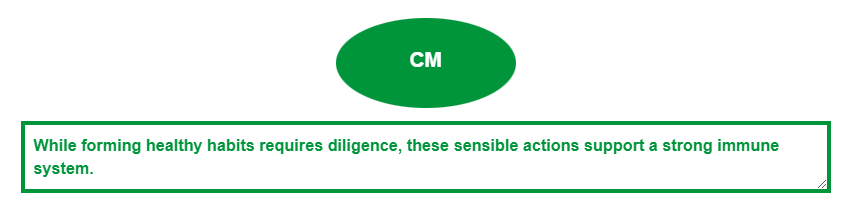 CM
While forming healthy habits requires diligence, these sensible actions support a strong immune
system.